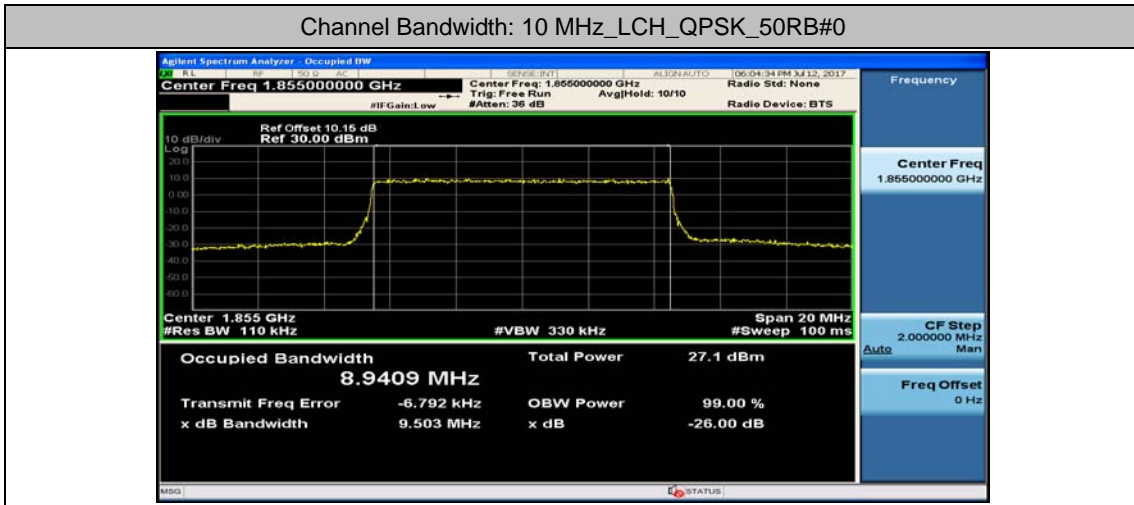 Channel Bandwidth: 10 MHz_LCH_QPSK_50RB#0
Agilent Spectrum Analyzer - Occupied BW
LXI RL RF 50 Ω AC SENSE:INT ALIGN AUTO 06:04:34 PM Jul 12, 2017
Center Freq 1.855000000 GHz
Center Freq: 1.855000000 GHz
Radio Std: None
Trig: Free Run
Avg|Hold: 10/10
#IFGain:Low
#Atten: 36 dB
Radio Device: BTS
Ref Offset 10.15 dB
10 dB/div
Ref 30.00 dBm
Log
20.0
10.0
0.00
-10.0
-20.0
-30.0
-40.0
-50.0
-60.0
Center 1.855 GHz
Span 20 MHz
#Res BW 110 kHz
#VBW 330 kHz
#Sweep 100 ms
Occupied Bandwidth
Total Power 27.1 dBm
8.9409 MHz
Transmit Freq Error -6.792 kHz
OBW Power 99.00 %
x dB Bandwidth 9.503 MHz
x dB -26.00 dB
MSG
STATUS
Frequency
Center Freq
1.855000000 GHz
CF Step
2.000000 MHz
Auto Man
Freq Offset
0 Hz